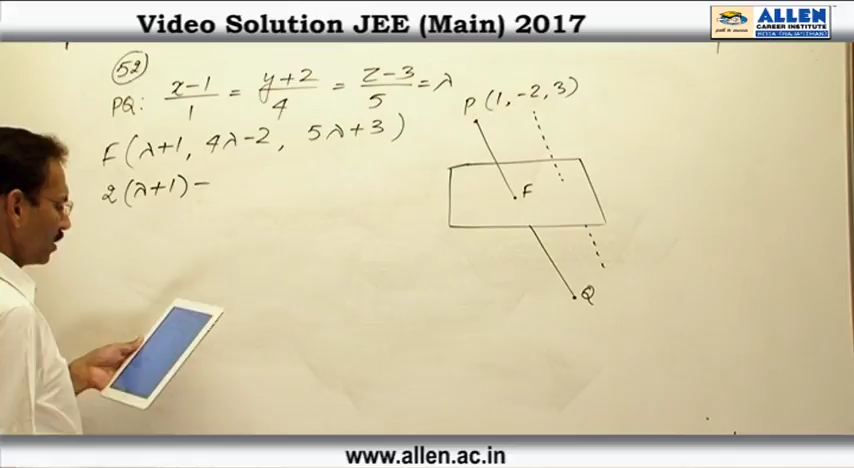 Video Solution JEE (Main) 2017
ALLEN
CAREER INSTITUTE
KOTA (RAJASTHAN)
52
PQ: x-1/1 = y+2/4 = z-3/5 = λ
P(1, -2, 3)
F(λ+1, 4λ-2, 5λ+3)
2(λ+1) -
F
Q
www.allen.ac.in